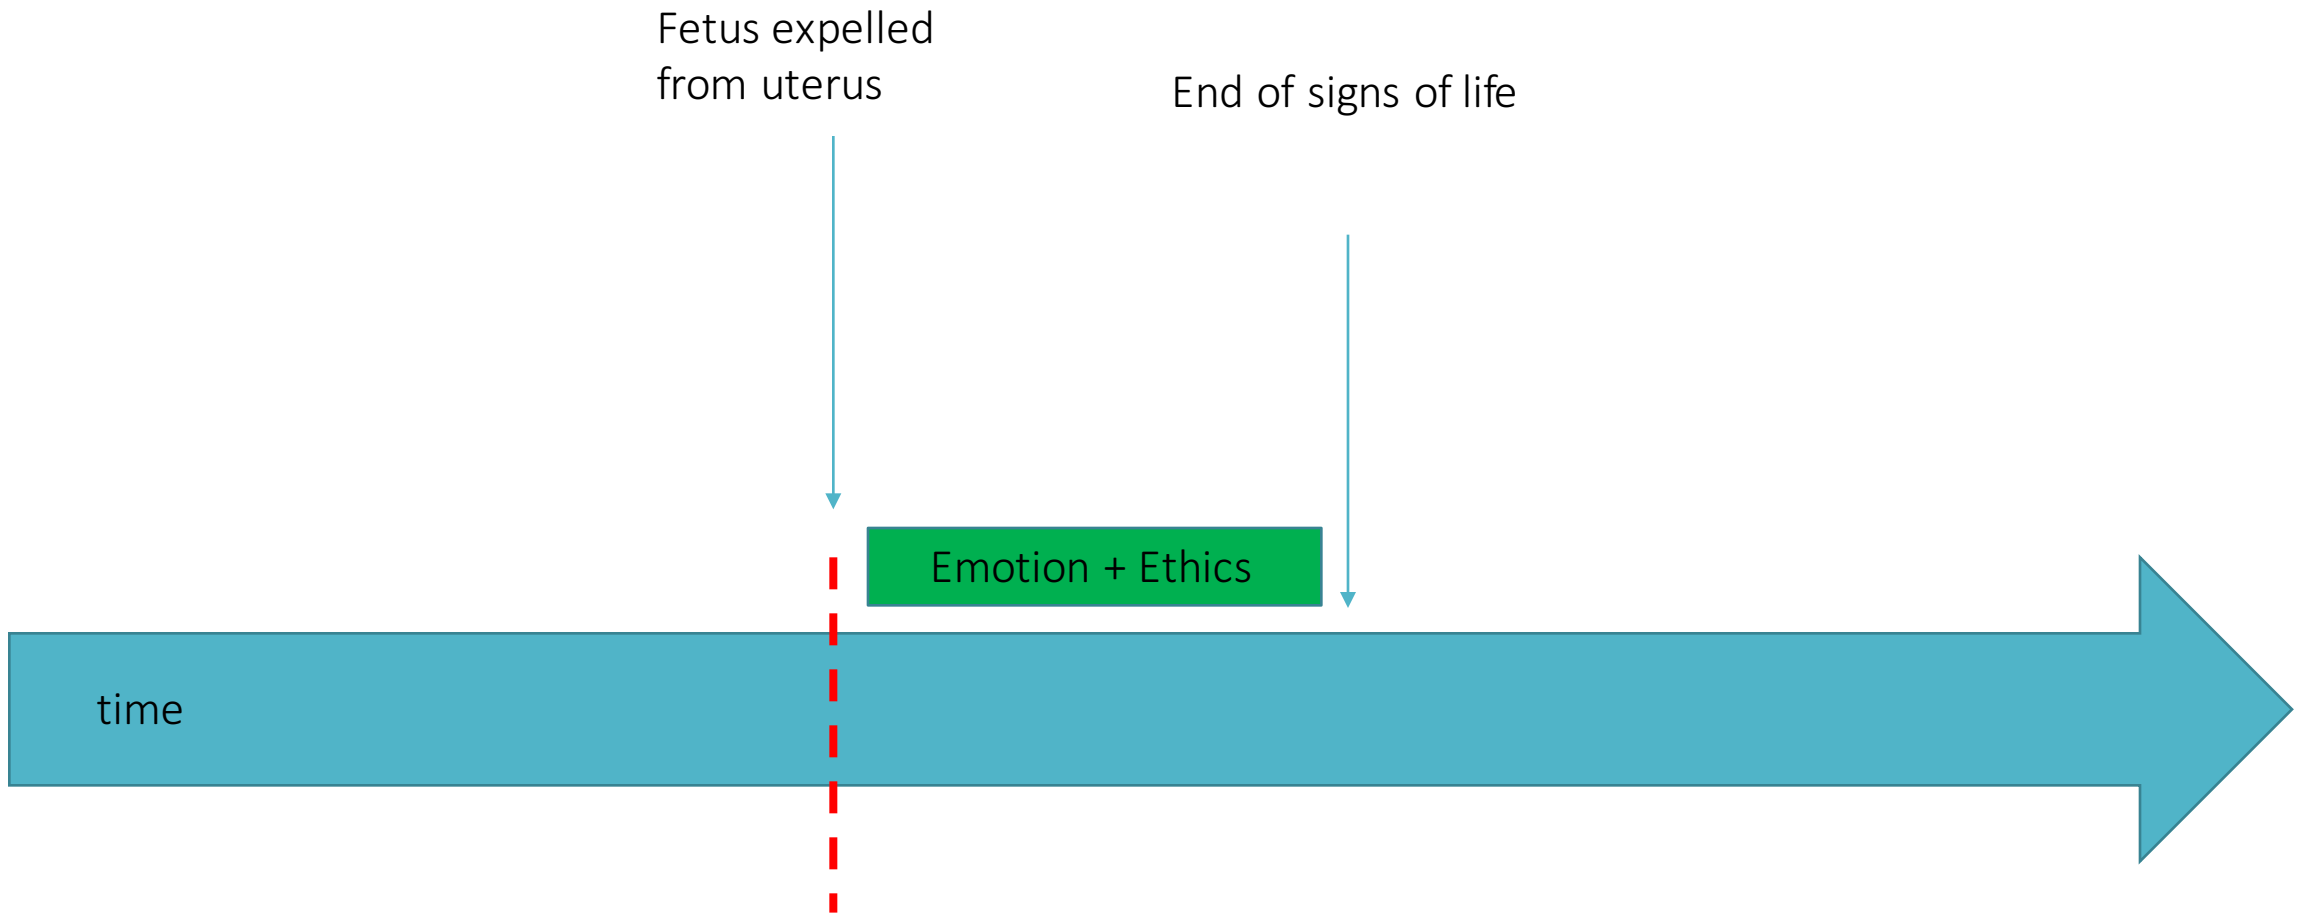 Fetus expelled
from uterus
End of signs of life
Emotion + Ethics
time